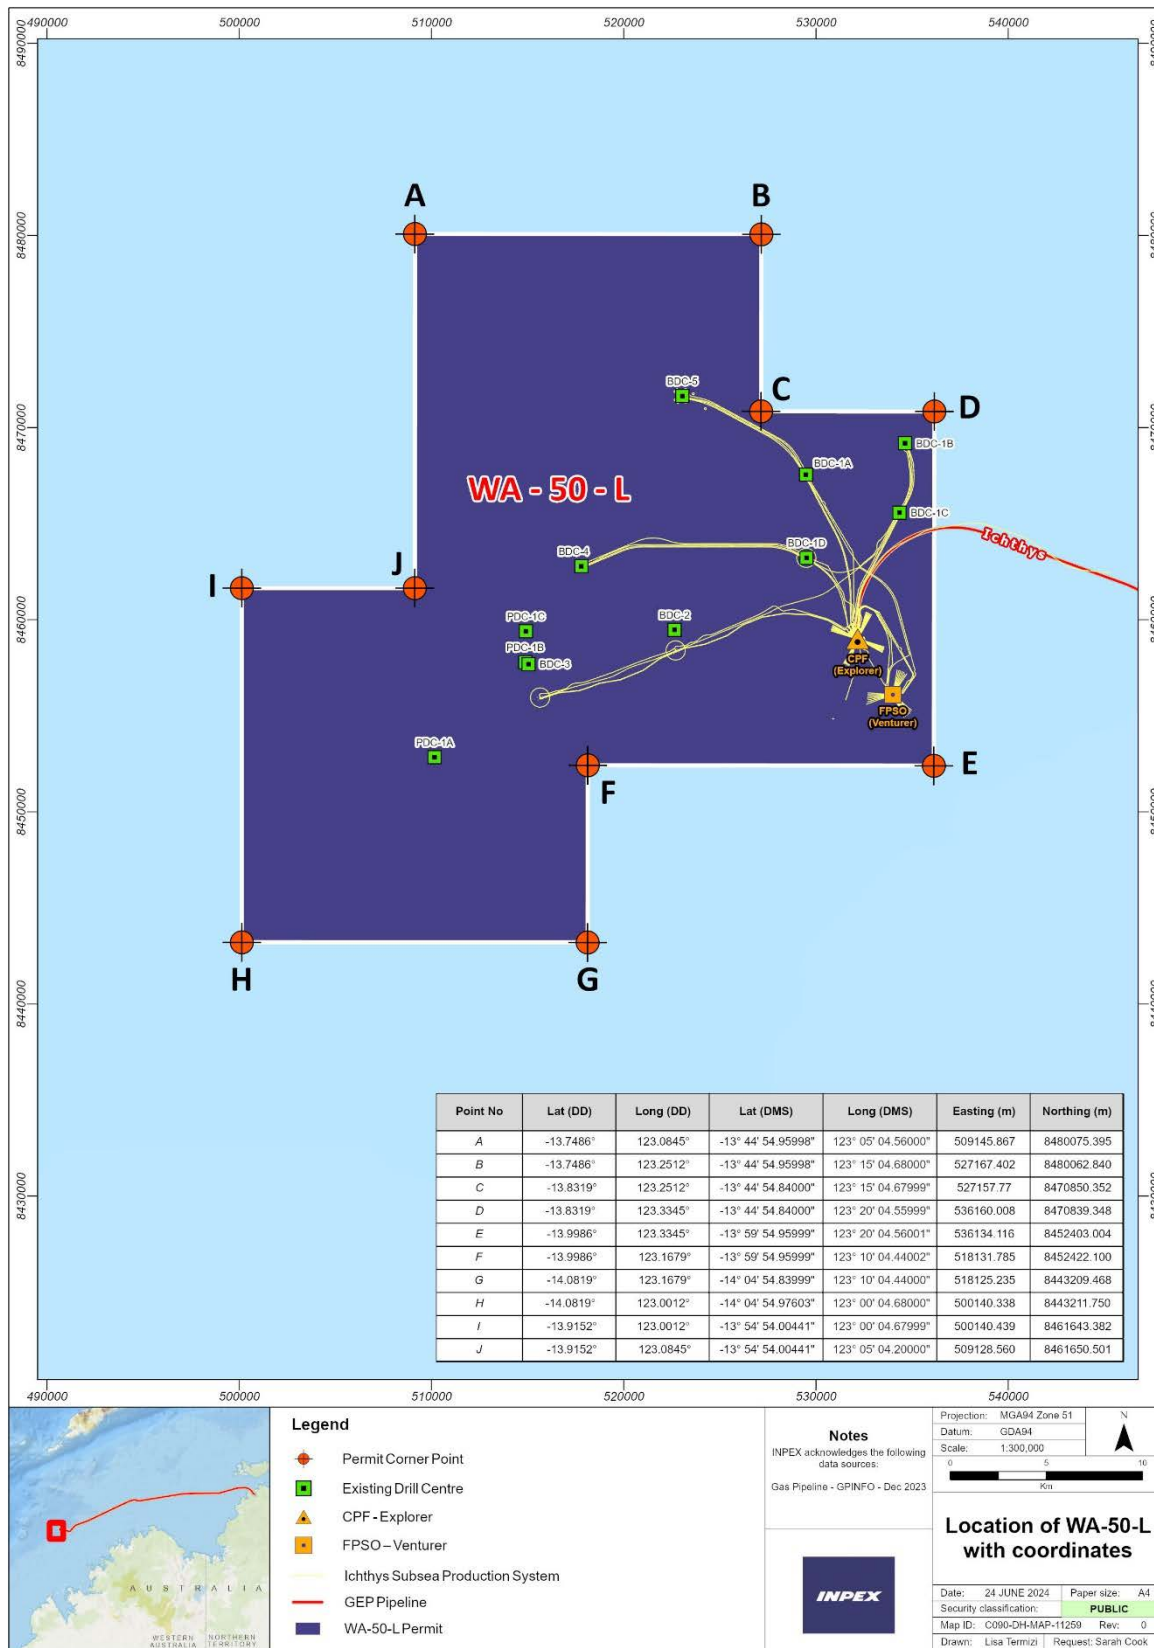 490000 500000 510000 520000 530000 540000
8490000 8490000
A B
8480000 8480000
BDC-5
C D
8470000 8470000
BDC-1B
BDC-1A
WA - 50 - L
BDC-1C
Ichthys
BDC-1D
BDC-4
I J
PDC-1C BDC-2
8460000 8460000
PDC-1B
BDC-3
CPF
(Explorer)
FPSO
(Venturer)
PDC-1A
F E
8450000 8450000
H G
8440000 8440000
Point No Lat (DD) Long (DD) Lat (DMS) Long (DMS) Easting (m) Northing (m)
A -13.7486° 123.0845° -13° 44' 54.95998" 123° 05' 04.56000" 509145.867 8480075.395
B -13.7486° 123.2512° -13° 44' 54.95998" 123° 15' 04.68000" 527167.402 8480062.840
C -13.8319° 123.2512° -13° 44' 54.84000" 123° 15' 04.67999" 527157.77 8470850.352
D -13.8319° 123.3345° -13° 44' 54.84000" 123° 20' 04.55999" 536160.008 8470839.348
E -13.9986° 123.3345° -13° 59' 54.95999" 123° 20' 04.56001" 536134.116 8452403.004
F -13.9986° 123.1679° -13° 59' 54.95999" 123° 10' 04.44002" 518131.785 8452422.100
G -14.0819° 123.1679° -14° 04' 54.83999" 123° 10' 04.44000" 518125.235 8443209.468
H -14.0819° 123.0012° -14° 04' 54.97603" 123° 00' 04.68000" 500140.338 8443211.750
I -13.9152° 123.0012° -13° 54' 54.00441" 123° 00' 04.67999" 500140.439 8461643.382
J -13.9152° 123.0845° -13° 54' 54.00441" 123° 05' 04.20000" 509128.560 8461650.501
8430000 8430000
490000 500000 510000 520000 530000 540000
AUSTRALIA
WESTERN AUSTRALIA
NORTHERN TERRITORY
Legend
Permit Corner Point
Existing Drill Centre
CPF - Explorer
FPSO – Venturer
Ichthys Subsea Production System
GEP Pipeline
WA-50-L Permit
Notes
INPEX acknowledges the following
data sources:
Gas Pipeline - GPINFO - Dec 2023
INPEX
Projection: MGA94 Zone 51
Datum: GDA94
Scale: 1:300,000
N
0 5 10
Km
Location of WA-50-L
with coordinates
Date: 24 JUNE 2024 Paper size: A4
Security classification: PUBLIC
Map ID: C090-DH-MAP-11259 Rev: 0
Drawn: Lisa Termizi Request: Sarah Cook